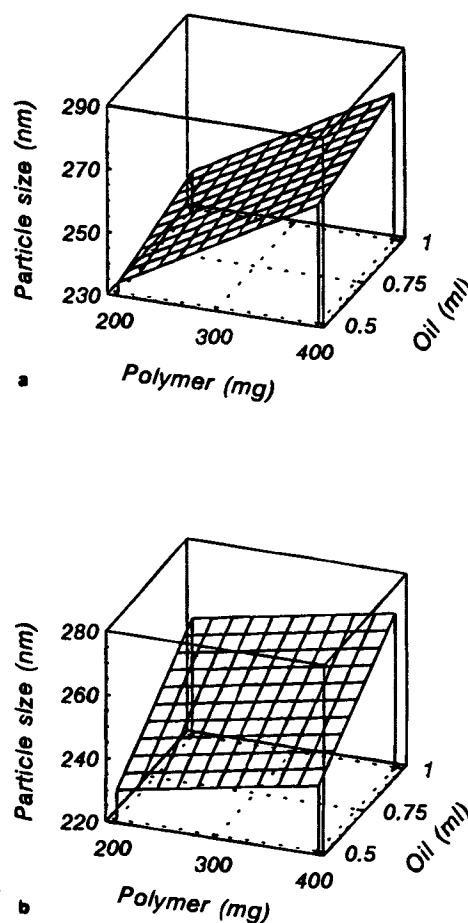 290
270
250
230
Particle size (nm)
200
300
400
Polymer (mg)
0.5
0.75
1
Oil (ml)
a
280
260
240
220
Particle size (nm)
200
300
400
Polymer (mg)
0.5
0.75
1
Oil (ml)
b